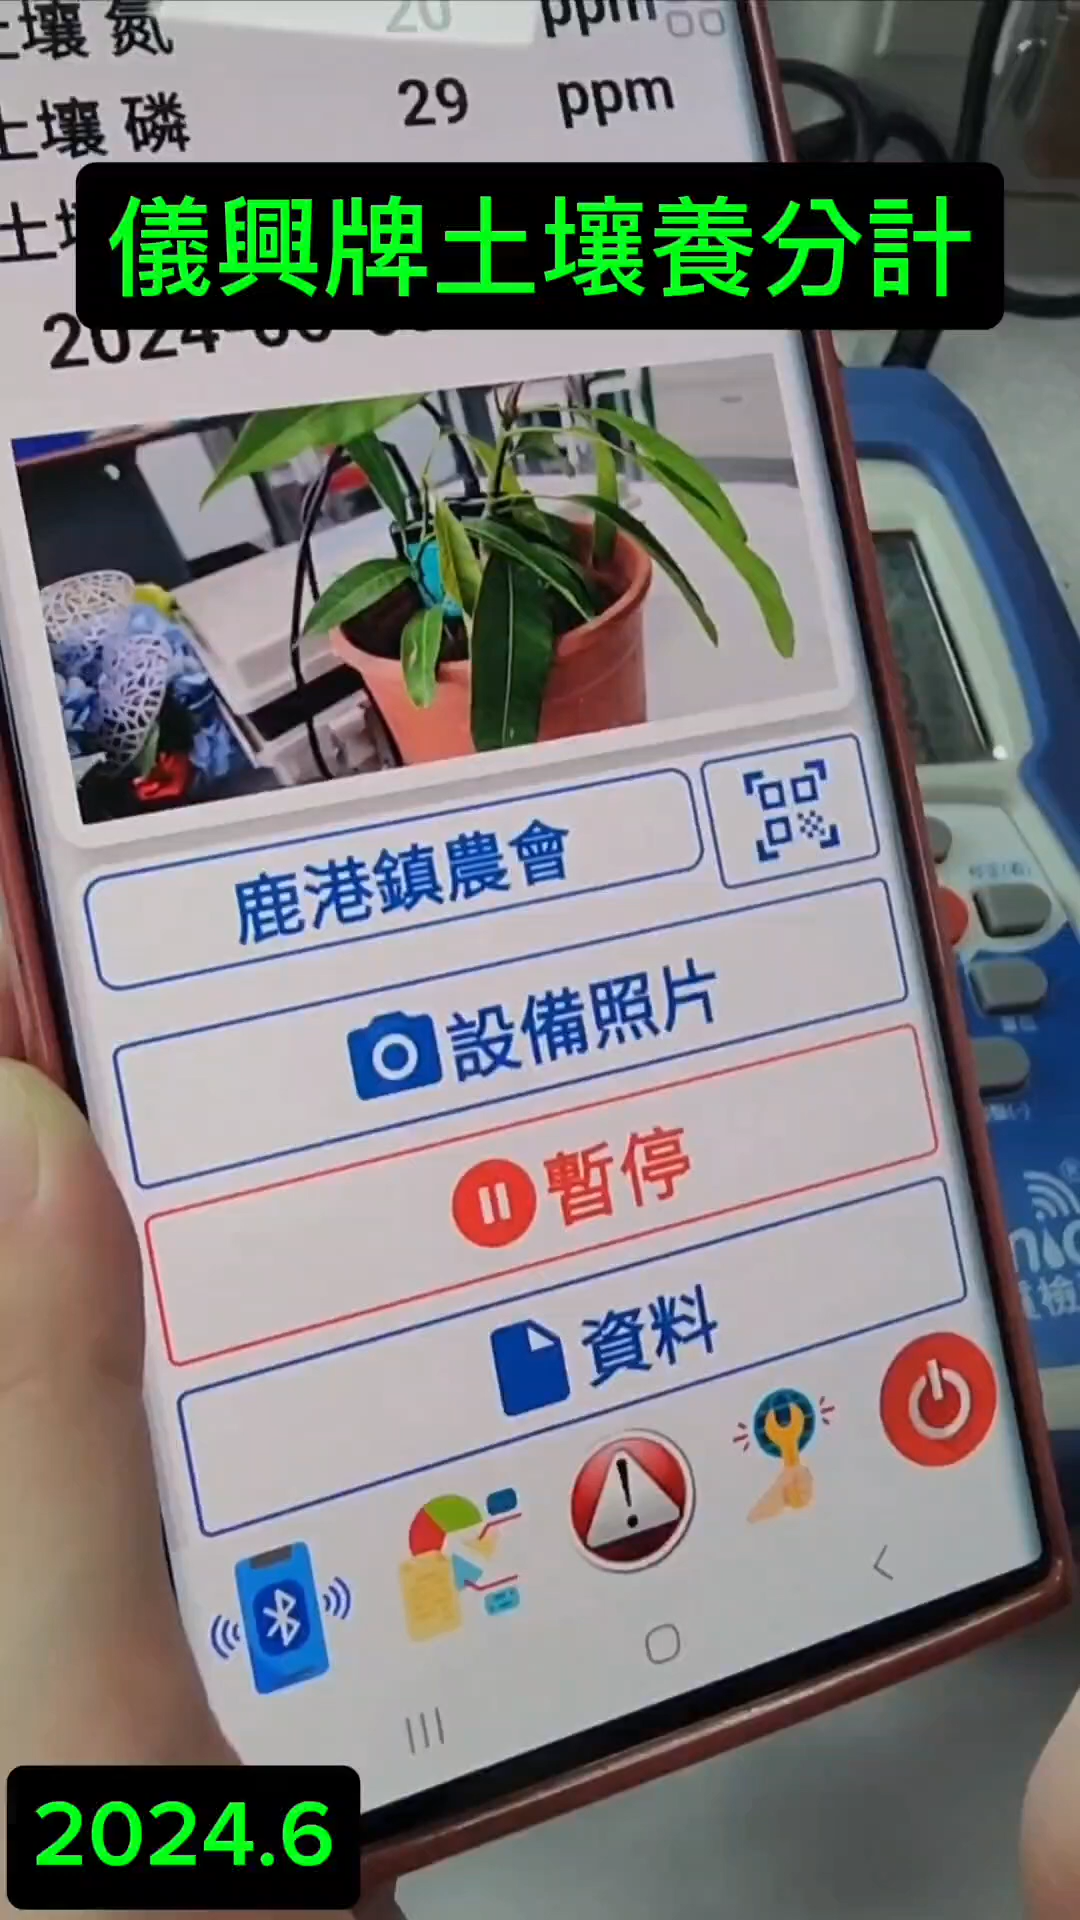 土壤 氮 20 ppm
土壤 磷 29 ppm
儀興牌土壤養分計
鹿港鎮農會
設備照片
暫停
資料
2024.6